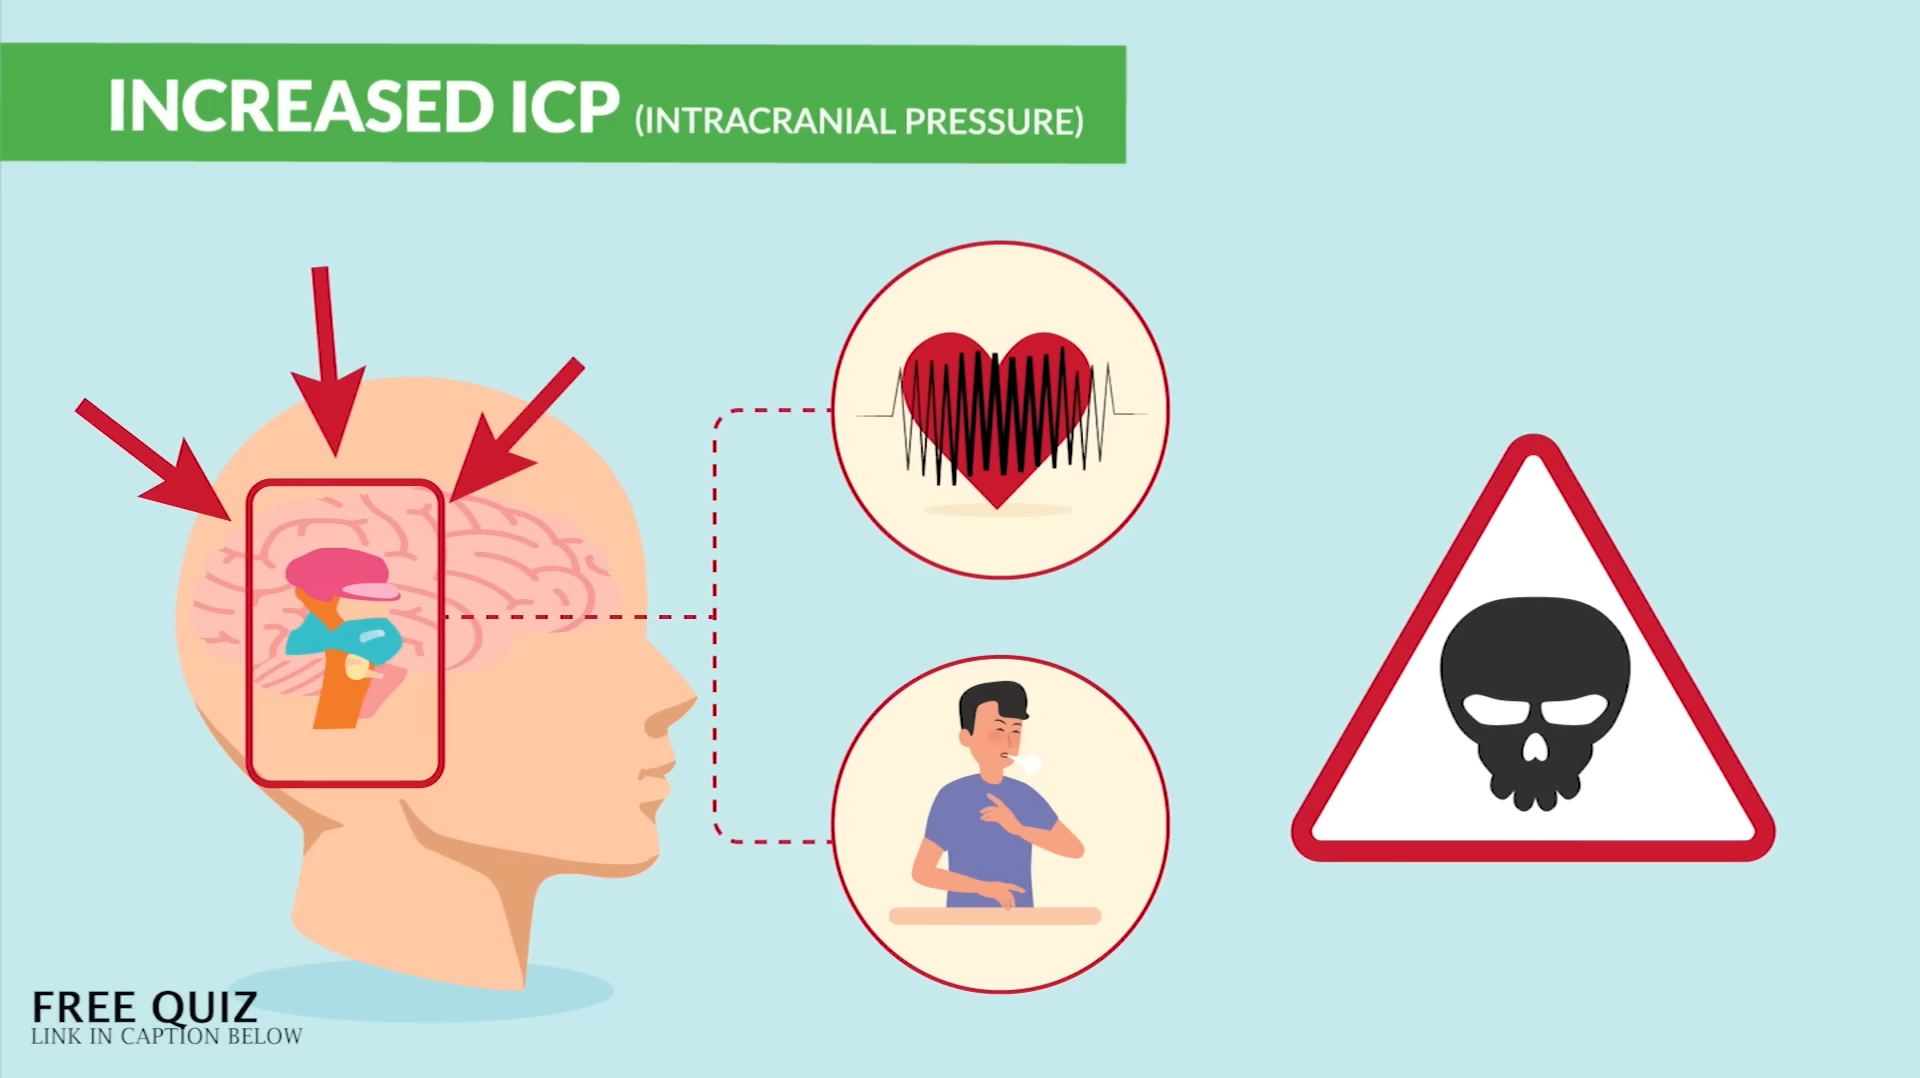 INCREASED ICP (INTRACRANIAL PRESSURE)
FREE QUIZ
LINK IN CAPTION BELOW